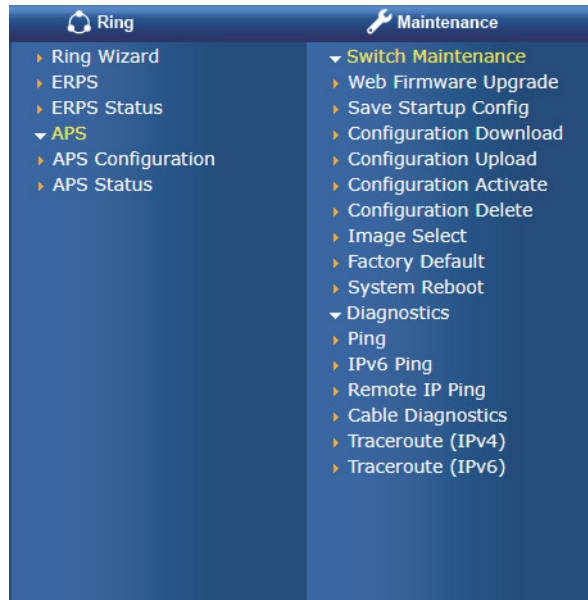 Ring
Ring Wizard
ERPS
ERPS Status
APS
APS Configuration
APS Status
Maintenance
Switch Maintenance
Web Firmware Upgrade
Save Startup Config
Configuration Download
Configuration Upload
Configuration Activate
Configuration Delete
Image Select
Factory Default
System Reboot
Diagnostics
Ping
IPv6 Ping
Remote IP Ping
Cable Diagnostics
Traceroute (IPv4)
Traceroute (IPv6)